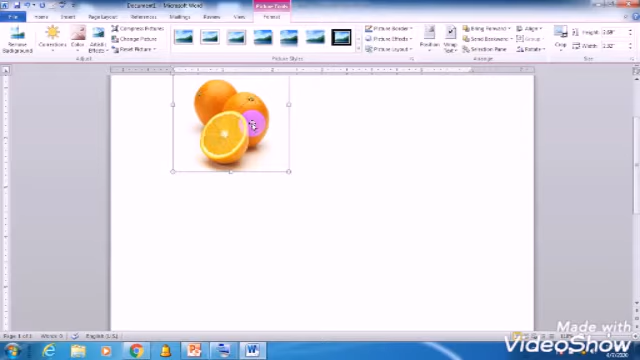 Document1 - Microsoft Word
Picture Tools
File Home Insert Page Layout References Mailings Review View Format
Remove Background
Corrections
Color
Artistic Effects
Compress Pictures
Change Picture
Reset Picture
Adjust
Picture Styles
Picture Border
Picture Effects
Picture Layout
Position
Wrap Text
Bring Forward
Send Backward
Selection Pane
Align
Group
Rotate
Arrange
Crop
Height:
Width:
Size
English
Made with
VideoShow